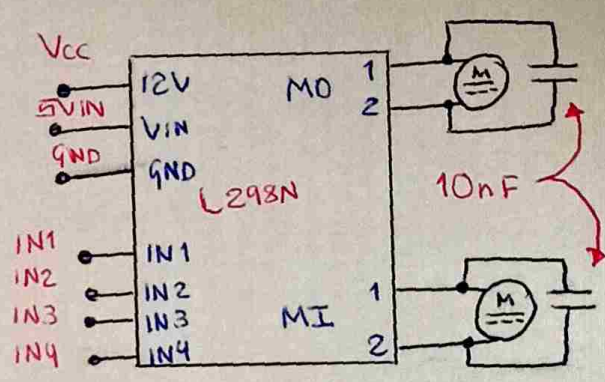 Vcc
12V
5ViN
ViN
GND
GND
L298N
MO
1
2
M
10nF
IN1
IN1
IN2
IN2
IN3
IN3
IN4
IN4
MI
1
2
M